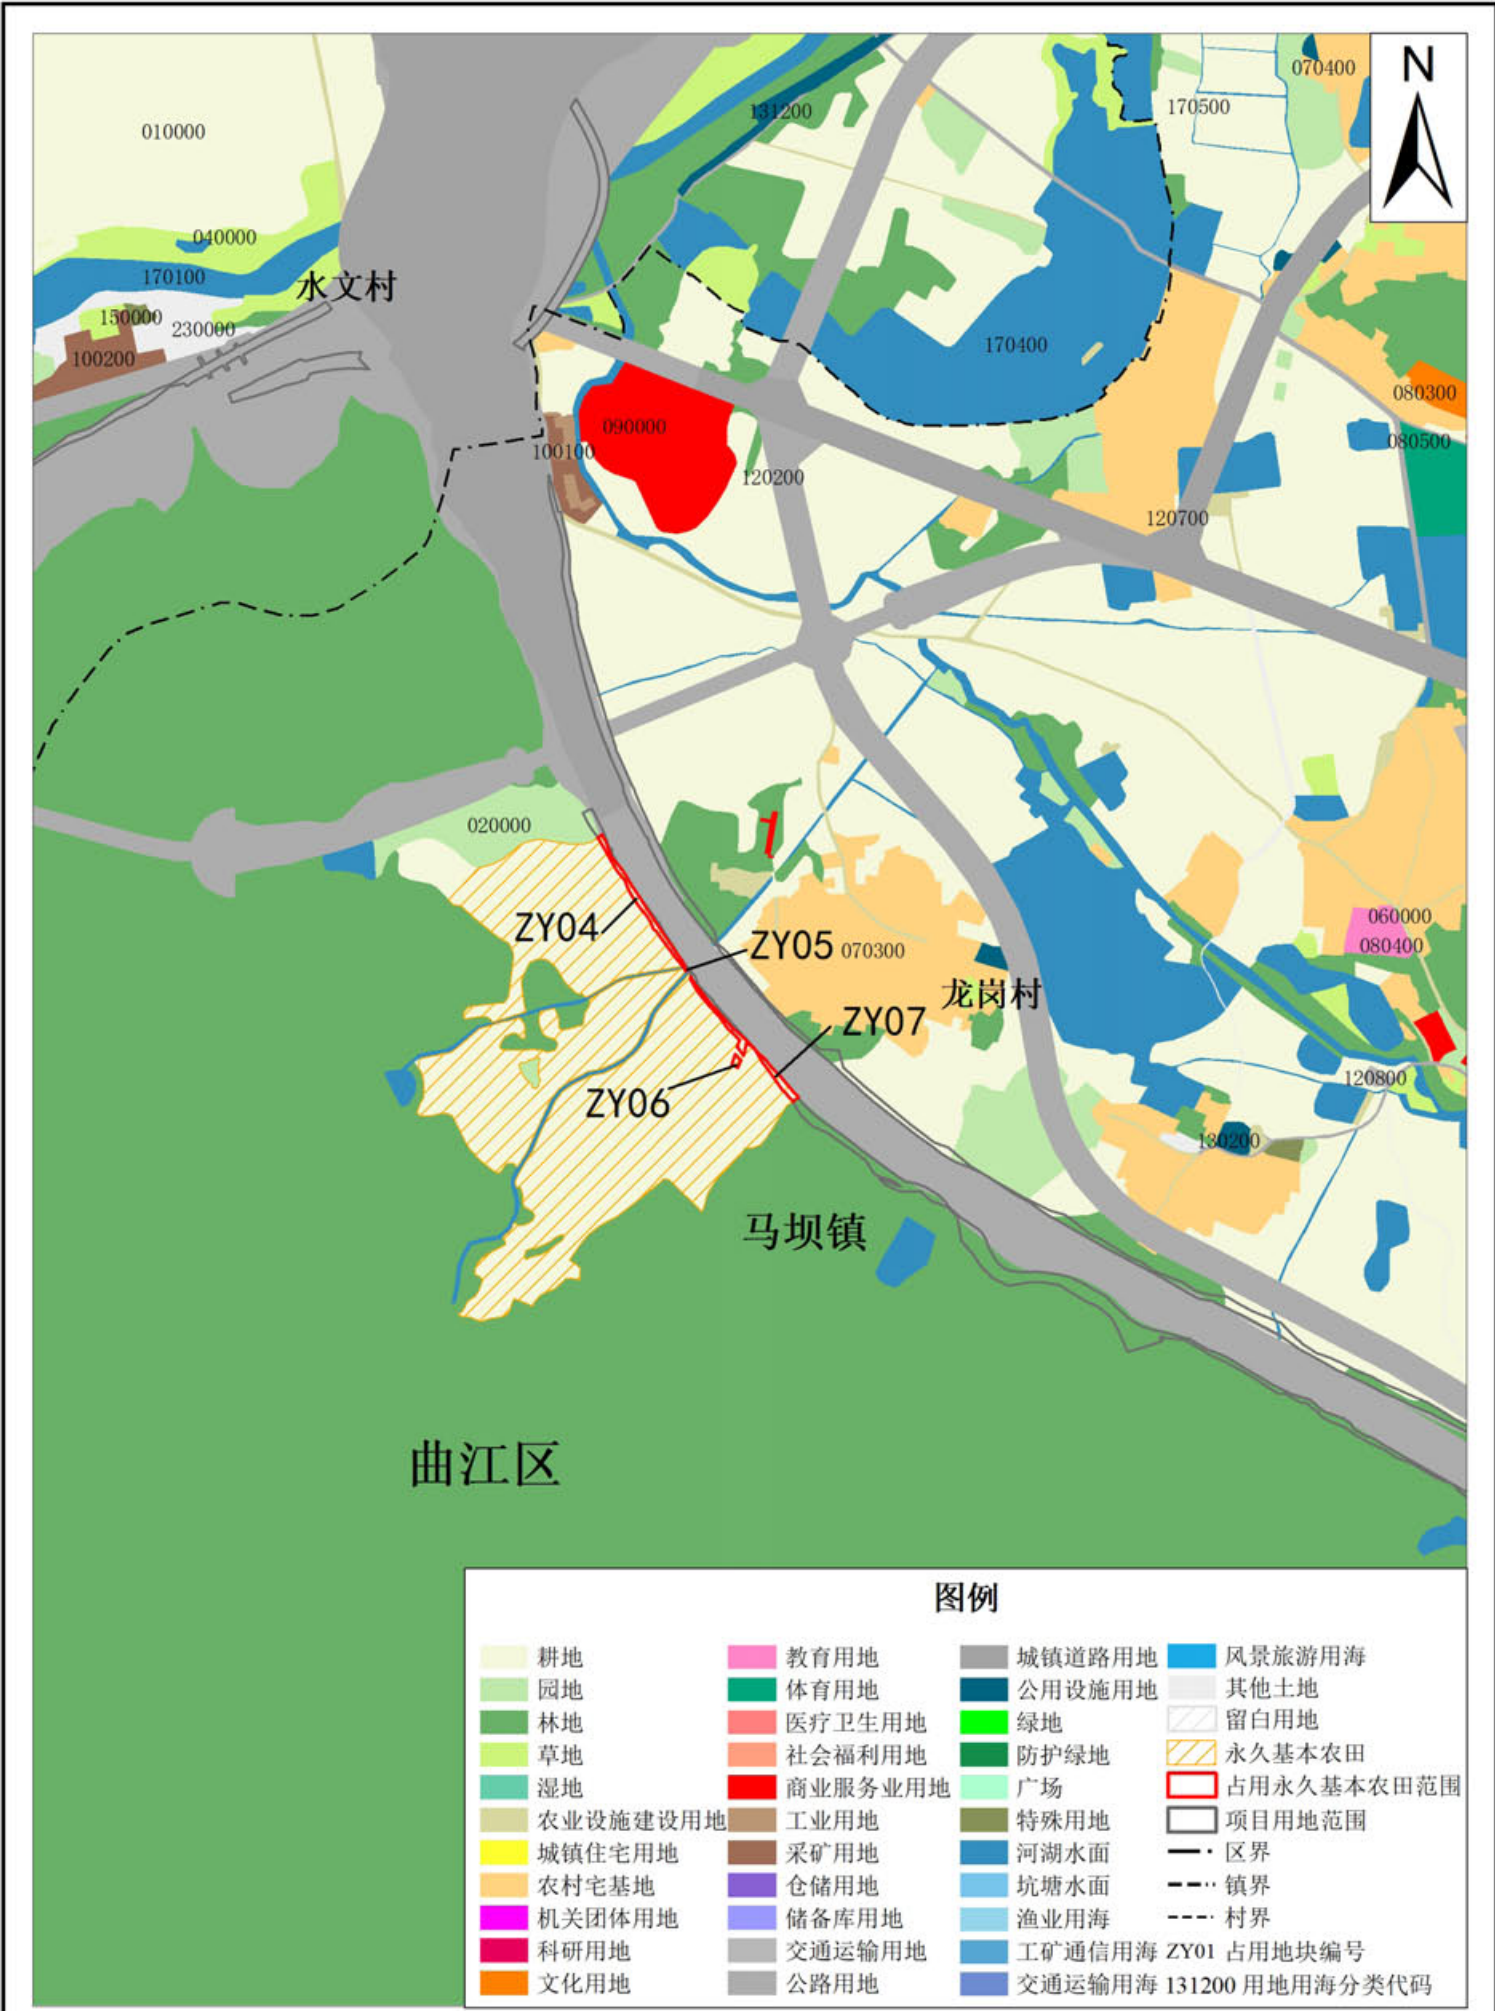 N
070400
170500
131200
010000
040000
170100
水文村
150000
230000
100200
170400
080300
090000
080500
100100
120200
120700
020000
060000
ZY04
ZY05
070300
080400
龙岗村
ZY07
120800
ZY06
130200
马坝镇
曲江区
图例
耕地
园地
林地
草地
湿地
农业设施建设用地
城镇住宅用地
农村宅基地
机关团体用地
科研用地
文化用地
教育用地
体育用地
医疗卫生用地
社会福利用地
商业服务业用地
工业用地
采矿用地
仓储用地
储备库用地
交通运输用地
公路用地
城镇道路用地
公用设施用地
绿地
防护绿地
广场
特殊用地
河湖水面
坑塘水面
渔业用海
工矿通信用海
交通运输用海
风景旅游用海
其他土地
留白用地
永久基本农田
占用永久基本农田范围
项目用地范围
区界
镇界
村界
ZY01 占用地块编号
131200 用地用海分类代码